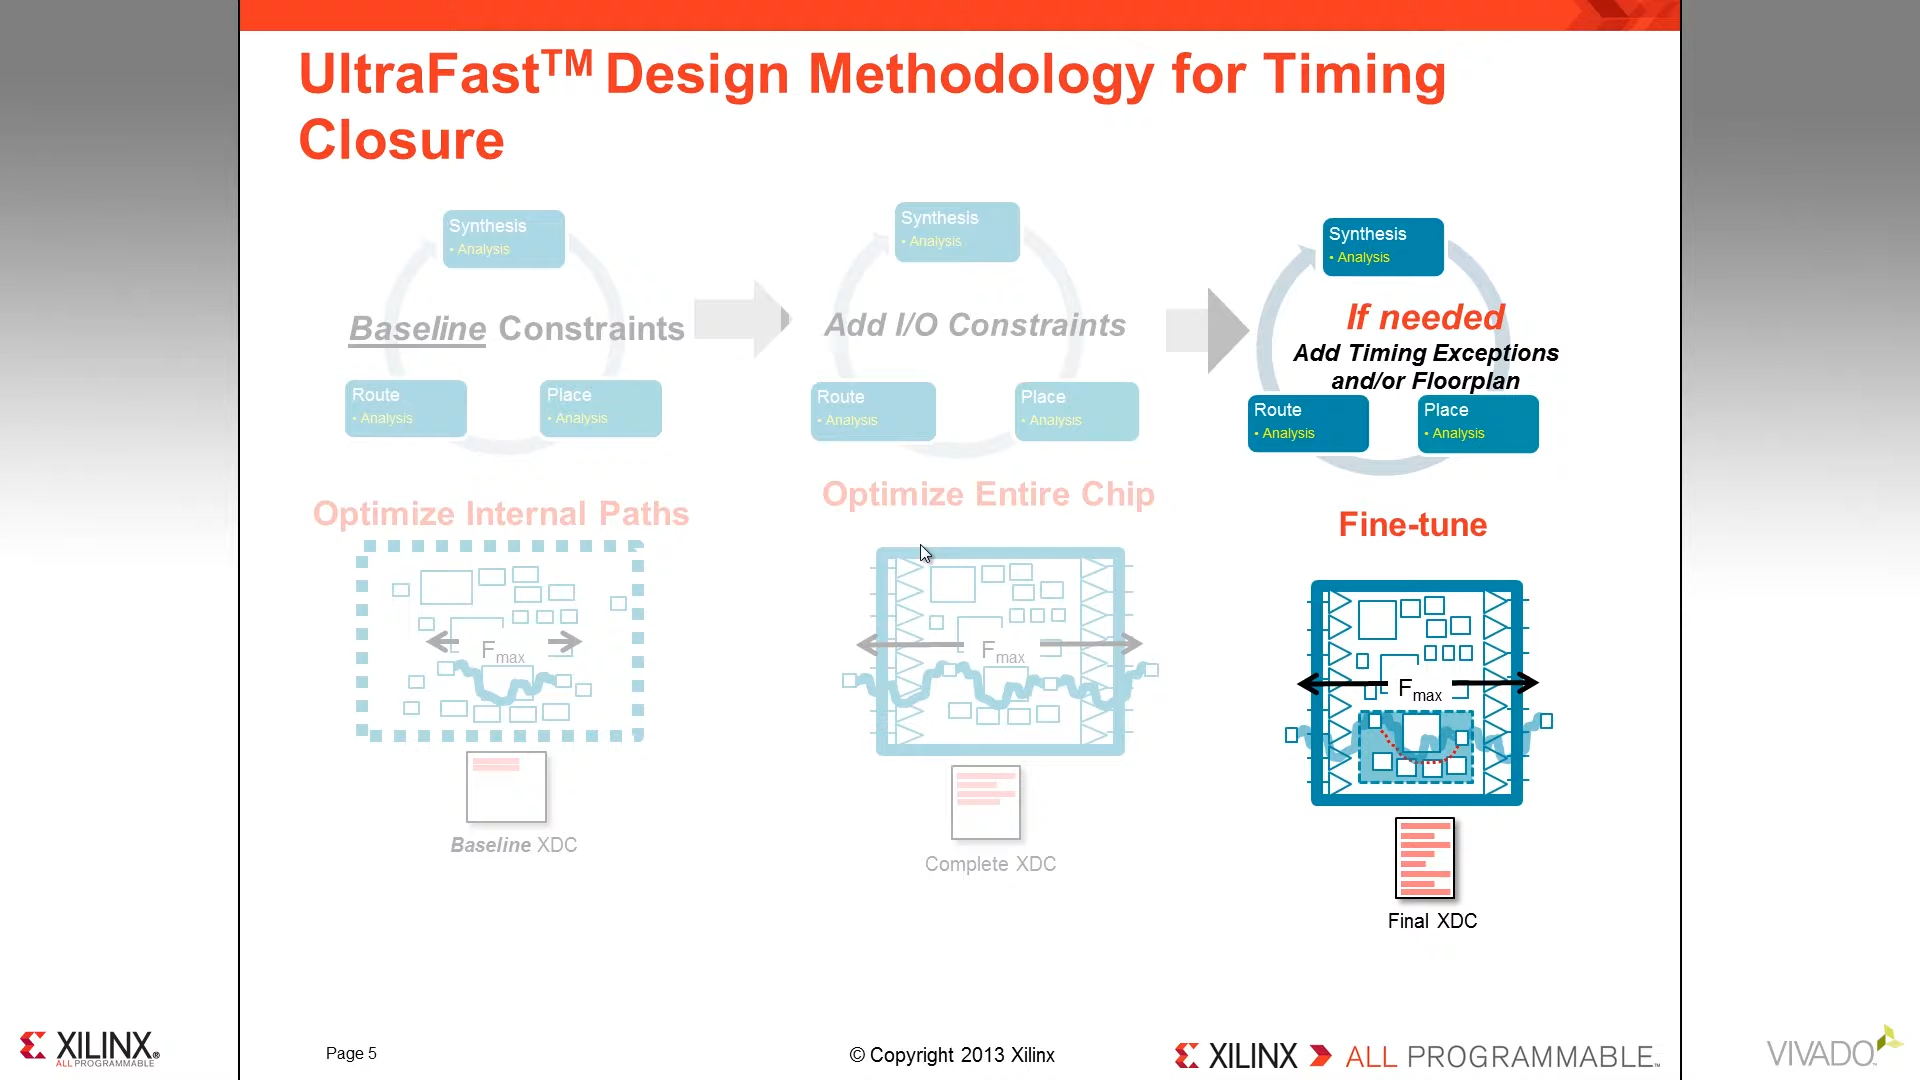 UltraFast™ Design Methodology for Timing
Closure
Synthesis
• Analysis
Baseline Constraints
Route
• Analysis
Place
• Analysis
Optimize Internal Paths
Fmax
Baseline XDC
Synthesis
• Analysis
Add I/O Constraints
Route
• Analysis
Place
• Analysis
Optimize Entire Chip
Fmax
Complete XDC
Synthesis
• Analysis
If needed
Add Timing Exceptions
and/or Floorplan
Route
• Analysis
Place
• Analysis
Fine-tune
Fmax
Final XDC
XILINX®
ALL PROGRAMMABLE
Page 5
© Copyright 2013 Xilinx
XILINX ALL PROGRAMMABLE™
VIVADO